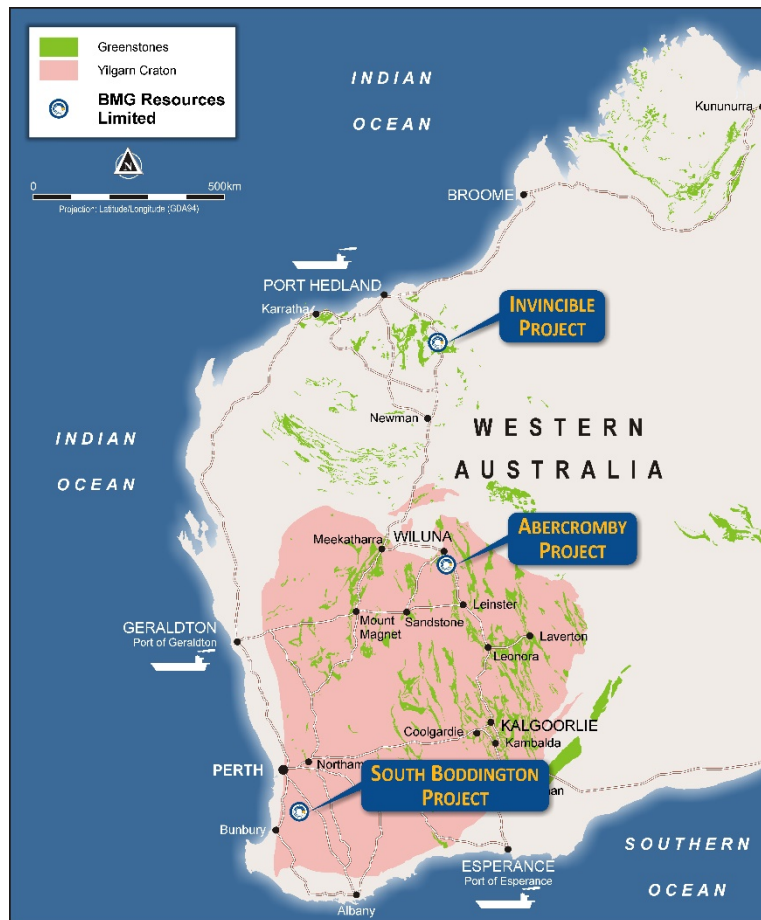 Greenstones
Yilgarn Craton
BMG Resources
Limited
N
0
500km
Projection: Latitude/Longitude (GDA94)
INDIAN
OCEAN
Kununurra
BROOME
PORT HEDLAND
Karratha
INVINCIBLE
PROJECT
Newman
WESTERN
AUSTRALIA
INDIAN
OCEAN
Meekatharra
WILUNA
ABERCROMBY
PROJECT
Leinster
Mount
Magnet
Sandstone
GERALDTON
Port of Geraldton
Laverton
Leonora
KALGOORLIE
Coolgardie
Kambalda
PERTH
Northam
SOUTH BODDINGTON
PROJECT
Bunbury
ESPERANCE
Port of Esperance
SOUTHERN
OCEAN
Albany